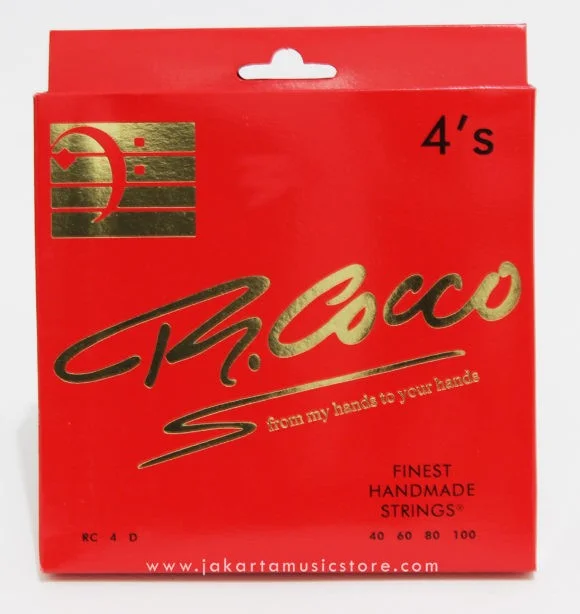 4's
R. Cocco
from my hands to your hands
FINEST
HANDMADE
STRINGS®
RC 4 D
40 60 80 100
www.jakartamusicstore.com